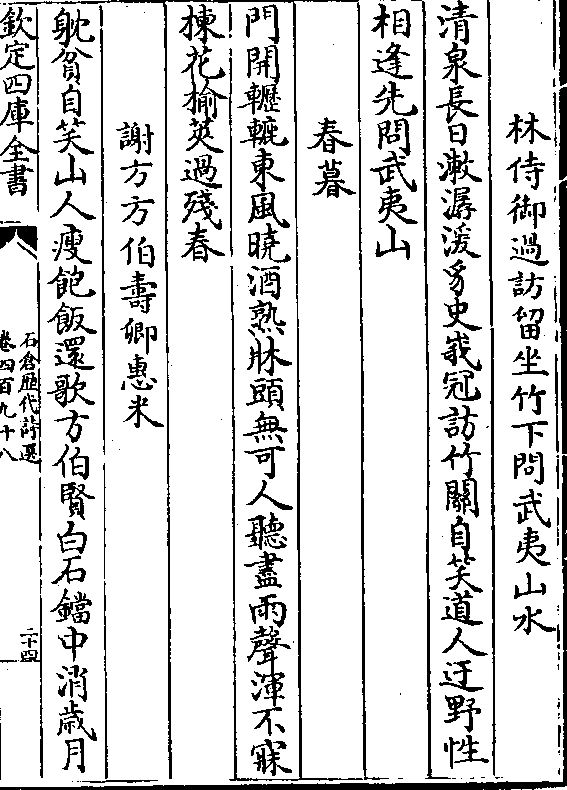 林侍御過訪留坐竹下問武夷山水
清泉長日漱潺湲豸史峩冠訪竹關自笑道人迂野性
相逢先問武夷山
春暮
門開轣轆東風曉酒熟牀頭無可人聽盡雨聲渾不寐
楝花榆莢過殘春
謝方方伯壽卿惠米
躭貧自笑山人瘦飽飯還歌方伯賢白石鐺中消歲月
欽定四庫全書
石倉歷代詩選
卷四百九十八
二十四